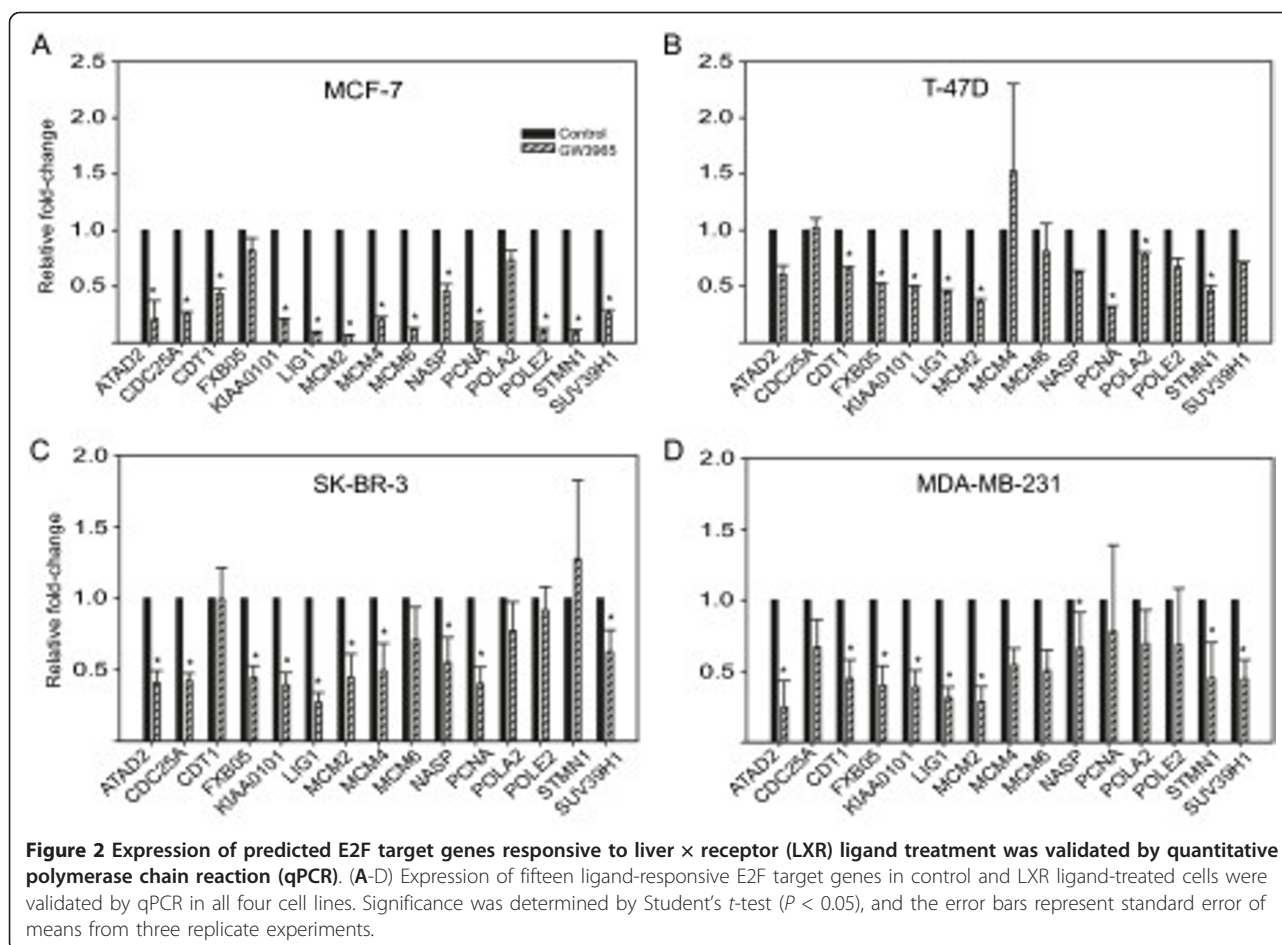 A
B
2.5
2.0
1.5
1.0
0.5
Relative fold-change
MCF-7
Control
GW3965
ATAD2
CDC25A
CDT1
FXB05
KIAA0101
LIG1
MCM2
MCM4
MCM6
NASP
PCNA
POLA2
POLE2
STMN1
SUV39H1
* * * * * * * * * * * * *
2.5
2.0
1.5
1.0
0.5
T-47D
ATAD2
CDC25A
CDT1
FXB05
KIAA0101
LIG1
MCM2
MCM4
MCM6
NASP
PCNA
POLA2
POLE2
STMN1
SUV39H1
* * * * * * * *
C
D
2.0
1.5
1.0
0.5
Relative fold-change
SK-BR-3
ATAD2
CDC25A
CDT1
FXB05
KIAA0101
LIG1
MCM2
MCM4
MCM6
NASP
PCNA
POLA2
POLE2
STMN1
SUV39H1
* * * * * * * * * *
2.0
1.5
1.0
0.5
MDA-MB-231
ATAD2
CDC25A
CDT1
FXB05
KIAA0101
LIG1
MCM2
MCM4
MCM6
NASP
PCNA
POLA2
POLE2
STMN1
SUV39H1
* * * * * * * * *
Figure 2 Expression of predicted E2F target genes responsive to liver × receptor (LXR) ligand treatment was validated by quantitative
polymerase chain reaction (qPCR). (A-D) Expression of fifteen ligand-responsive E2F target genes in control and LXR ligand-treated cells were
validated by qPCR in all four cell lines. Significance was determined by Student's t-test (P < 0.05), and the error bars represent standard error of
means from three replicate experiments.